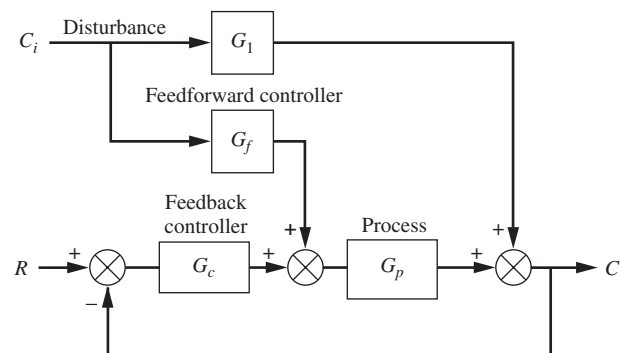 Disturbance
C_i
G_1
Feedforward controller
G_f
Feedback
controller
Process
+
+
R
+
G_c
+
G_p
+
C
−